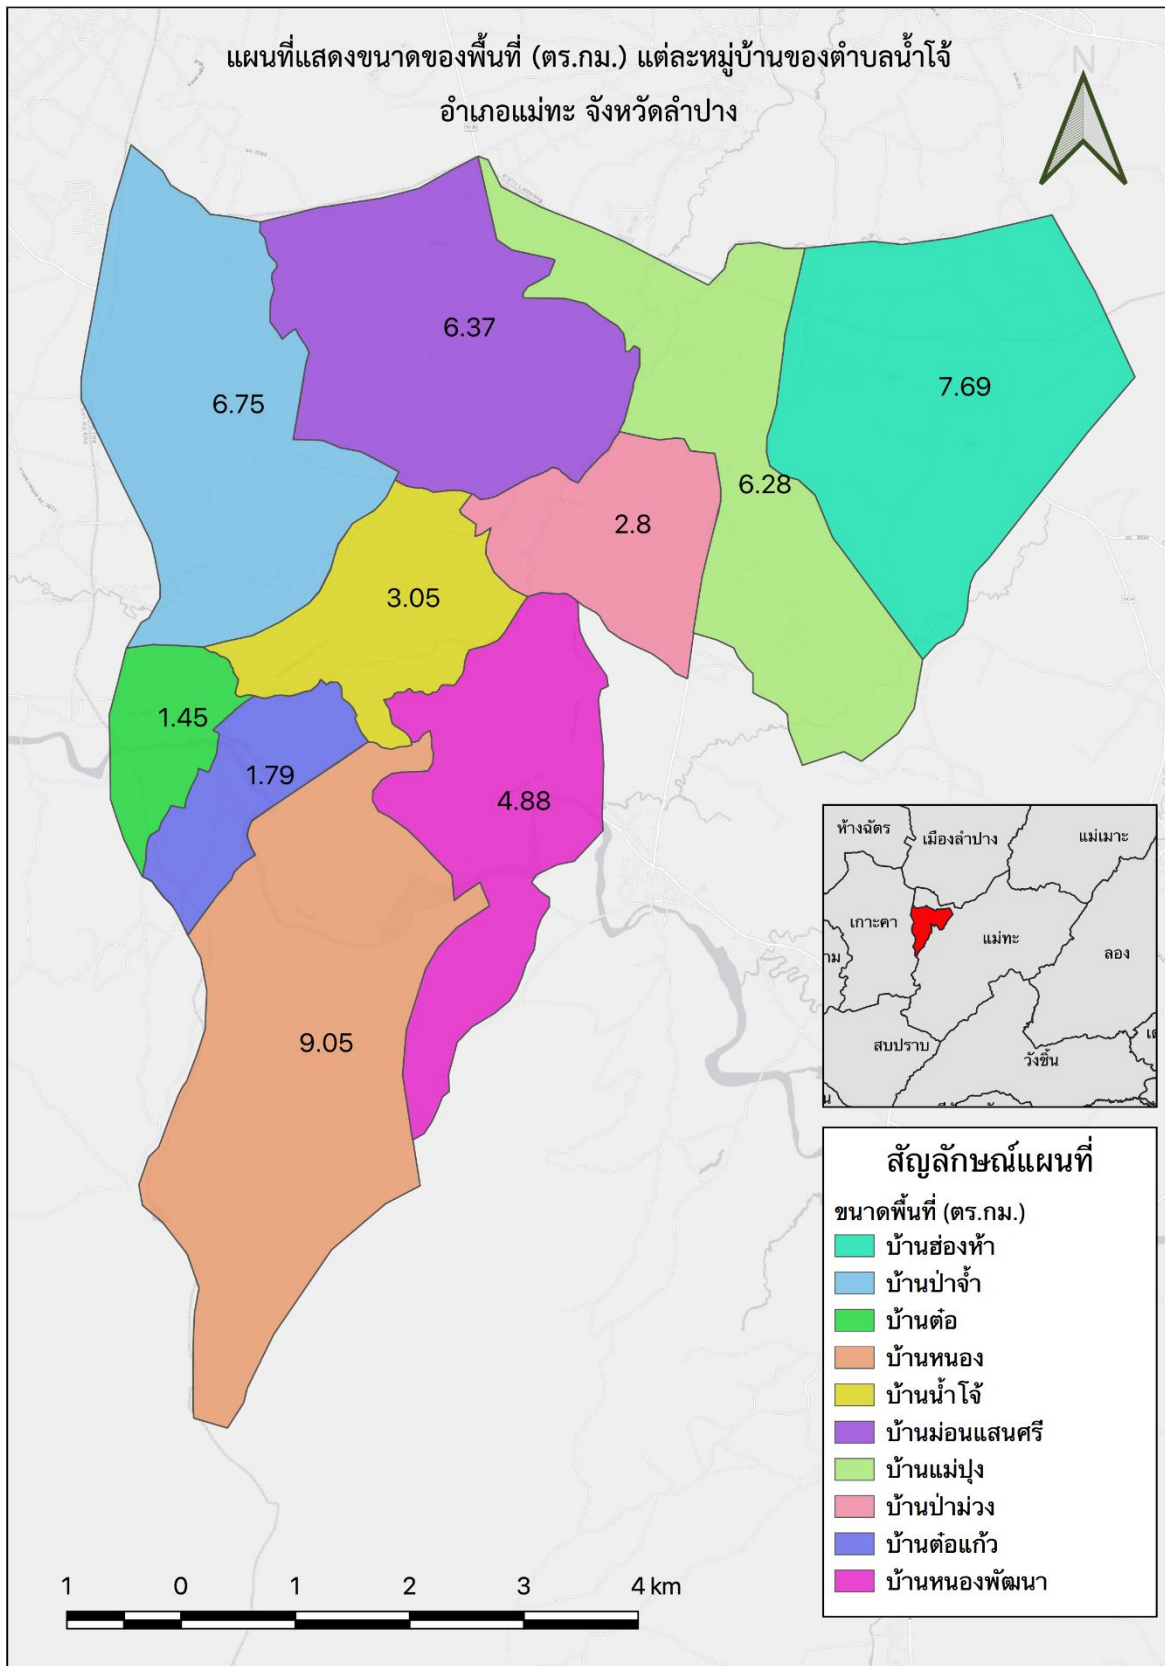 แผนที่แสดงขนาดของพื้นที่ (ตร.กม.) แต่ละหมู่บ้านของตำบลน้ำโจ้
อำเภอแม่ทะ จังหวัดลำปาง
N
6.37
6.75
7.69
6.28
2.8
3.05
1.45
1.79
4.88
9.05
ห้างฉัตร
เมืองลำปาง
แม่เมาะ
เกาะคา
แม่ทะ
ลอง
สบปราบ
วังชิ้น
สัญลักษณ์แผนที่
ขนาดพื้นที่ (ตร.กม.)
บ้านฮ่องห้า
บ้านป่าจ้ำ
บ้านต๋อ
บ้านหนอง
บ้านน้ำโจ้
บ้านม่อนแสนศรี
บ้านแม่ปุง
บ้านป่าม่วง
บ้านต๋อแก้ว
บ้านหนองพัฒนา
1 0 1 2 3 4 km